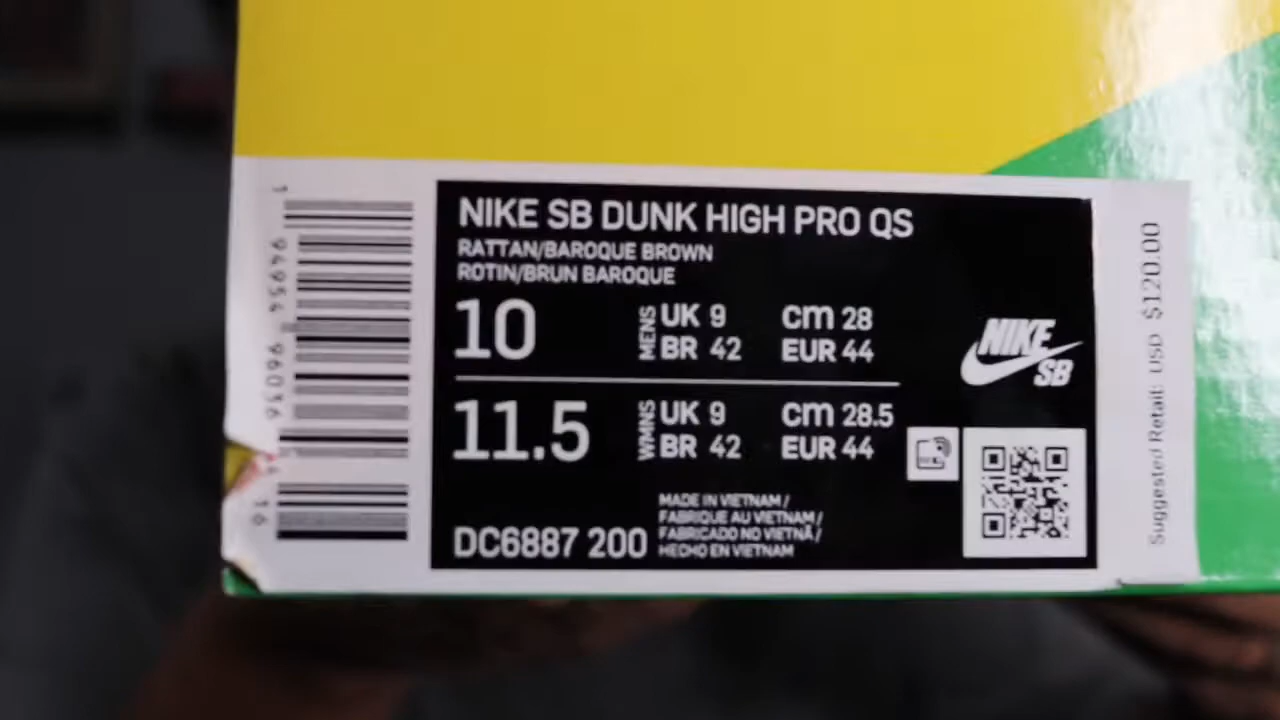 NIKE SB DUNK HIGH PRO QS
RATTAN/BAROQUE BROWN
ROTIN/BRUN BAROQUE
10 MENS UK 9 cm 28
BR 42 EUR 44
11.5 WMNS UK 9 cm 28.5
BR 42 EUR 44
DC6887 200
MADE IN VIETNAM /
FABRIQUE AU VIETNAM /
FABRICADO NO VIETNÃ /
HECHO EN VIETNAM
NIKE
SB
Suggested Retail: USD $120.00